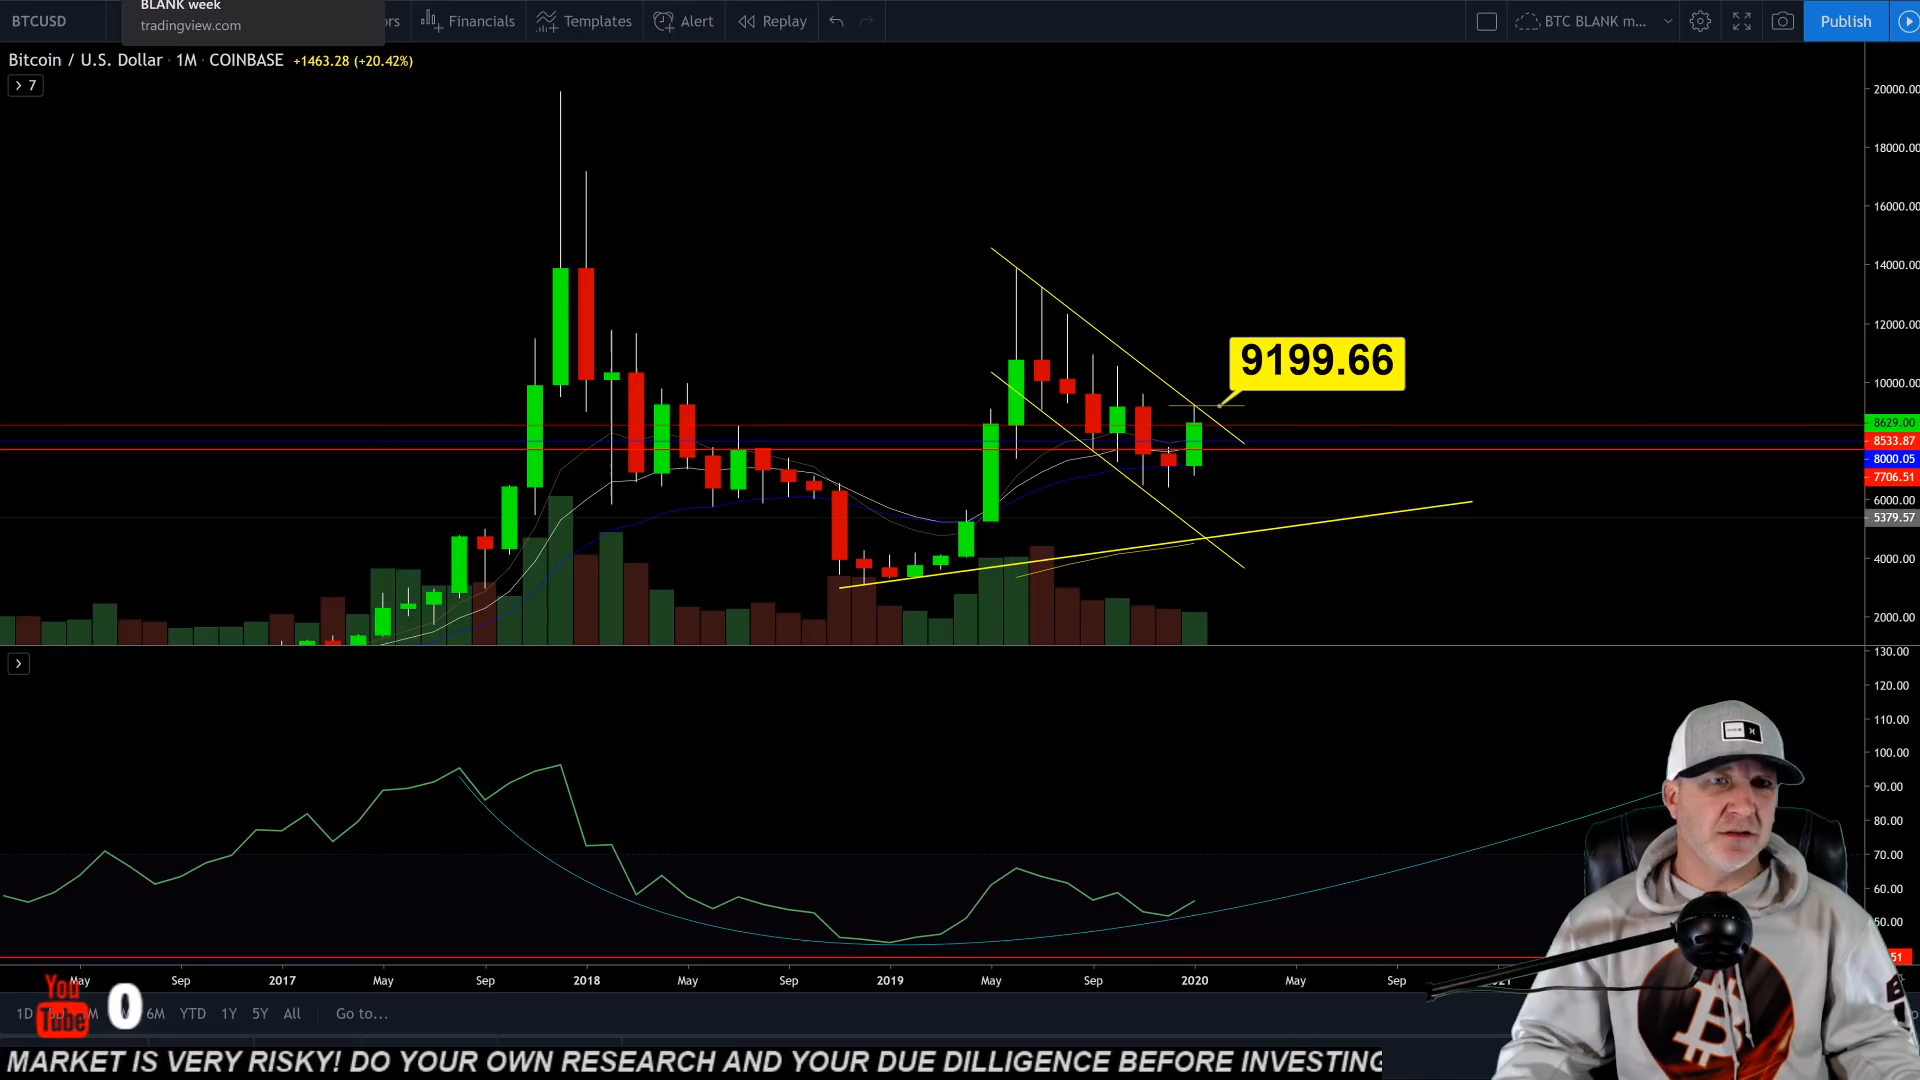 BLANK week
BTCUSD
tradingview.com
ors
Financials
Templates
Alert
Replay
BTC BLANK m...
Publish
Bitcoin / U.S. Dollar · 1M · COINBASE +1463.28 (+20.42%)
7
20000.00
18000.00
16000.00
14000.00
12000.00
9199.66
10000.00
8629.00
8533.87
8000.05
7706.51
6000.00
5379.57
4000.00
2000.00
130.00
120.00
110.00
100.00
90.00
80.00
70.00
60.00
50.00
51
May Sep 2017 May Sep 2018 May Sep 2019 May Sep 2020 May Sep
You
Tube
0
1D 6M YTD 1Y 5Y All Go to...
MARKET IS VERY RISKY! DO YOUR OWN RESEARCH AND YOUR DUE DILLIGENCE BEFORE INVESTING